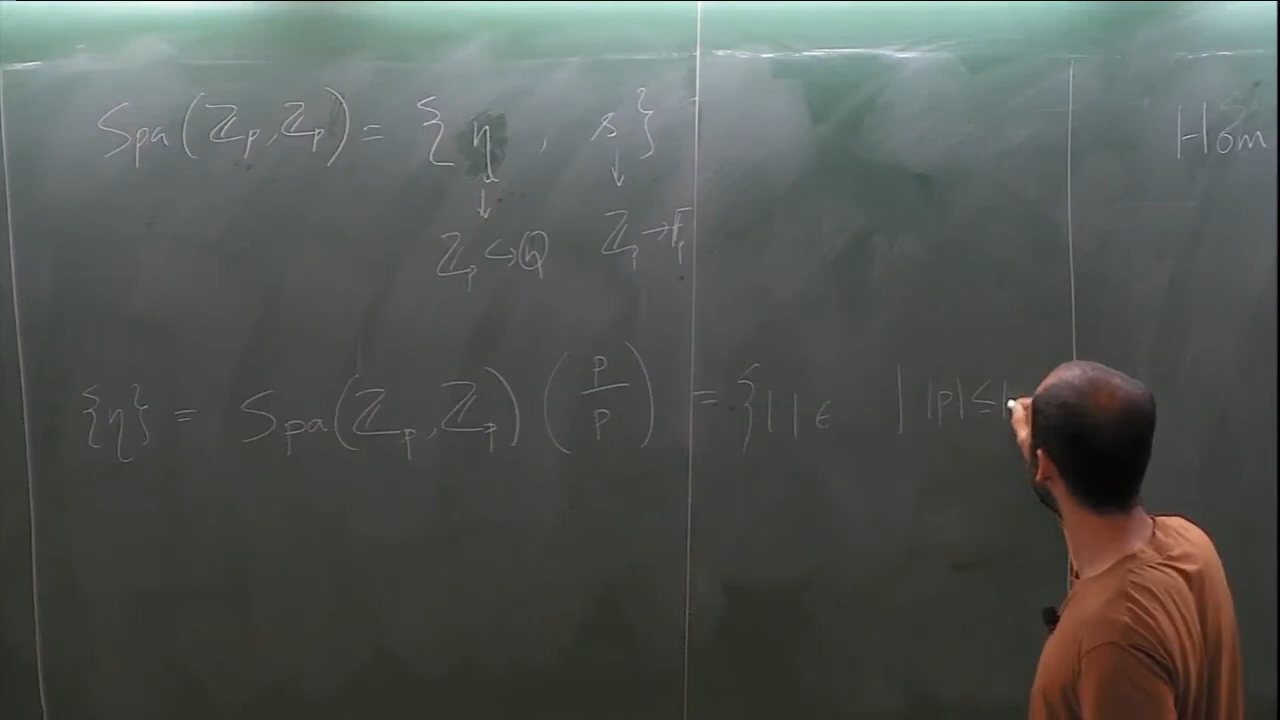 Spa(ℤ_p, ℤ_p) = { η , s }
Hom
↓ ↓
ℤ_p ↪ ℚ ℤ_p → 𝔽_p
{η} = Spa(ℤ_p, ℤ_p) (p/p) = { | | ∈ | |p| ≤ |